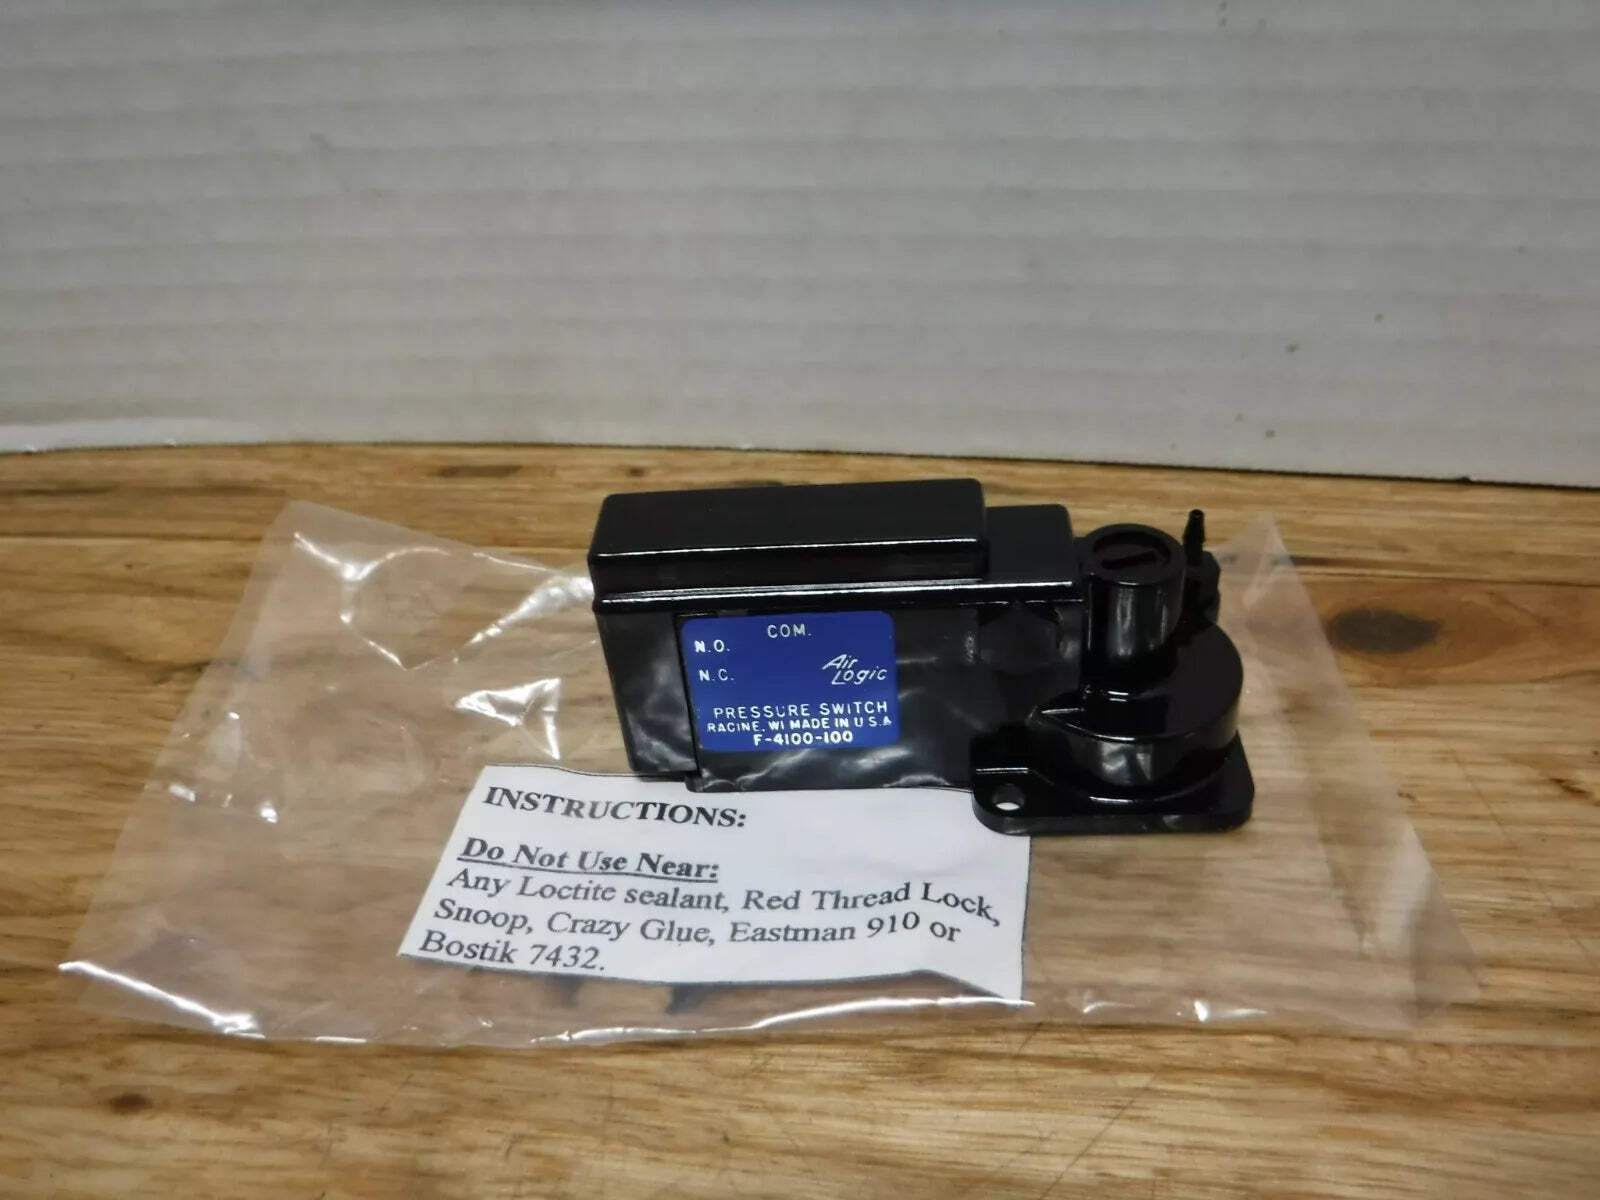 COM.
N.O.
N.C.
Air
Logic
PRESSURE SWITCH
RACINE, WI MADE IN U.S.A
F-4100-100
INSTRUCTIONS:
Do Not Use Near:
Any Loctite sealant, Red Thread Lock,
Snoop, Crazy Glue, Eastman 910 or
Bostik 7432.